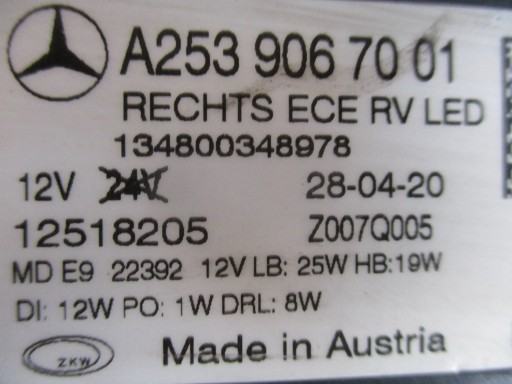 A253 906 70 01
RECHTS ECE RV LED
134800348978
12V 24V 28-04-20
12518205 Z007Q005
MD E9 22392 12V LB: 25W HB:19W
DI: 12W PO: 1W DRL: 8W
ZKW Made in Austria